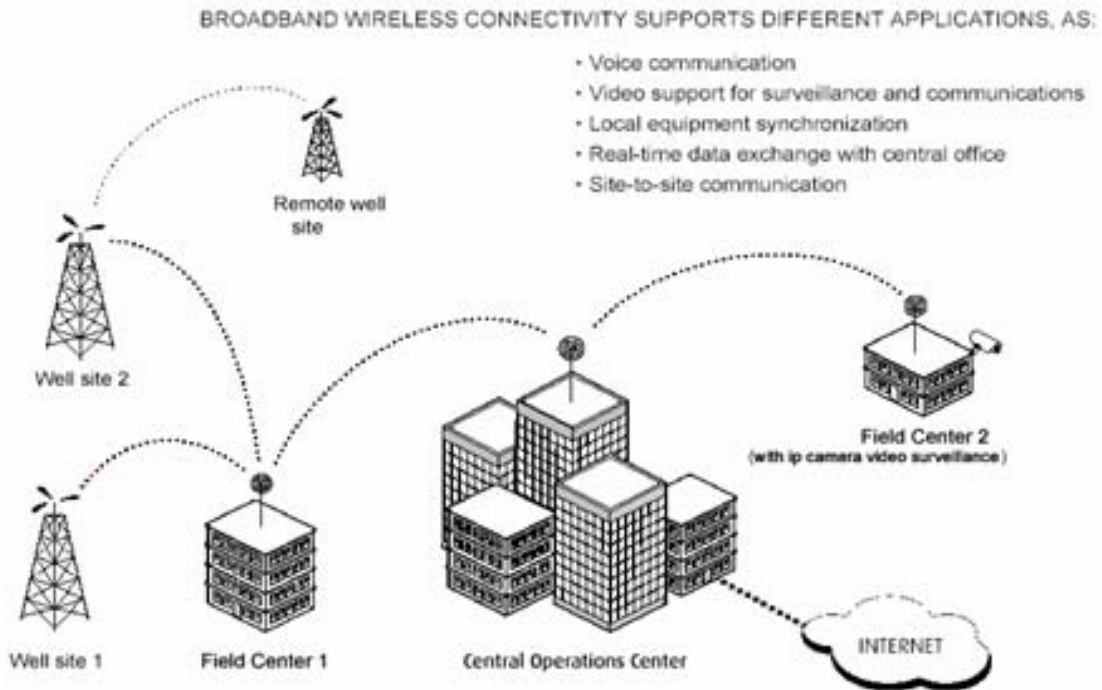 BROADBAND WIRELESS CONNECTIVITY SUPPORTS DIFFERENT APPLICATIONS, AS:
• Voice communication
• Video support for surveillance and communications
• Local equipment synchronization
• Real-time data exchange with central office
• Site-to-site communication
Remote well
site
Well site 2
Field Center 2
(with ip camera video surveillance)
Well site 1
Field Center 1
Central Operations Center
INTERNET